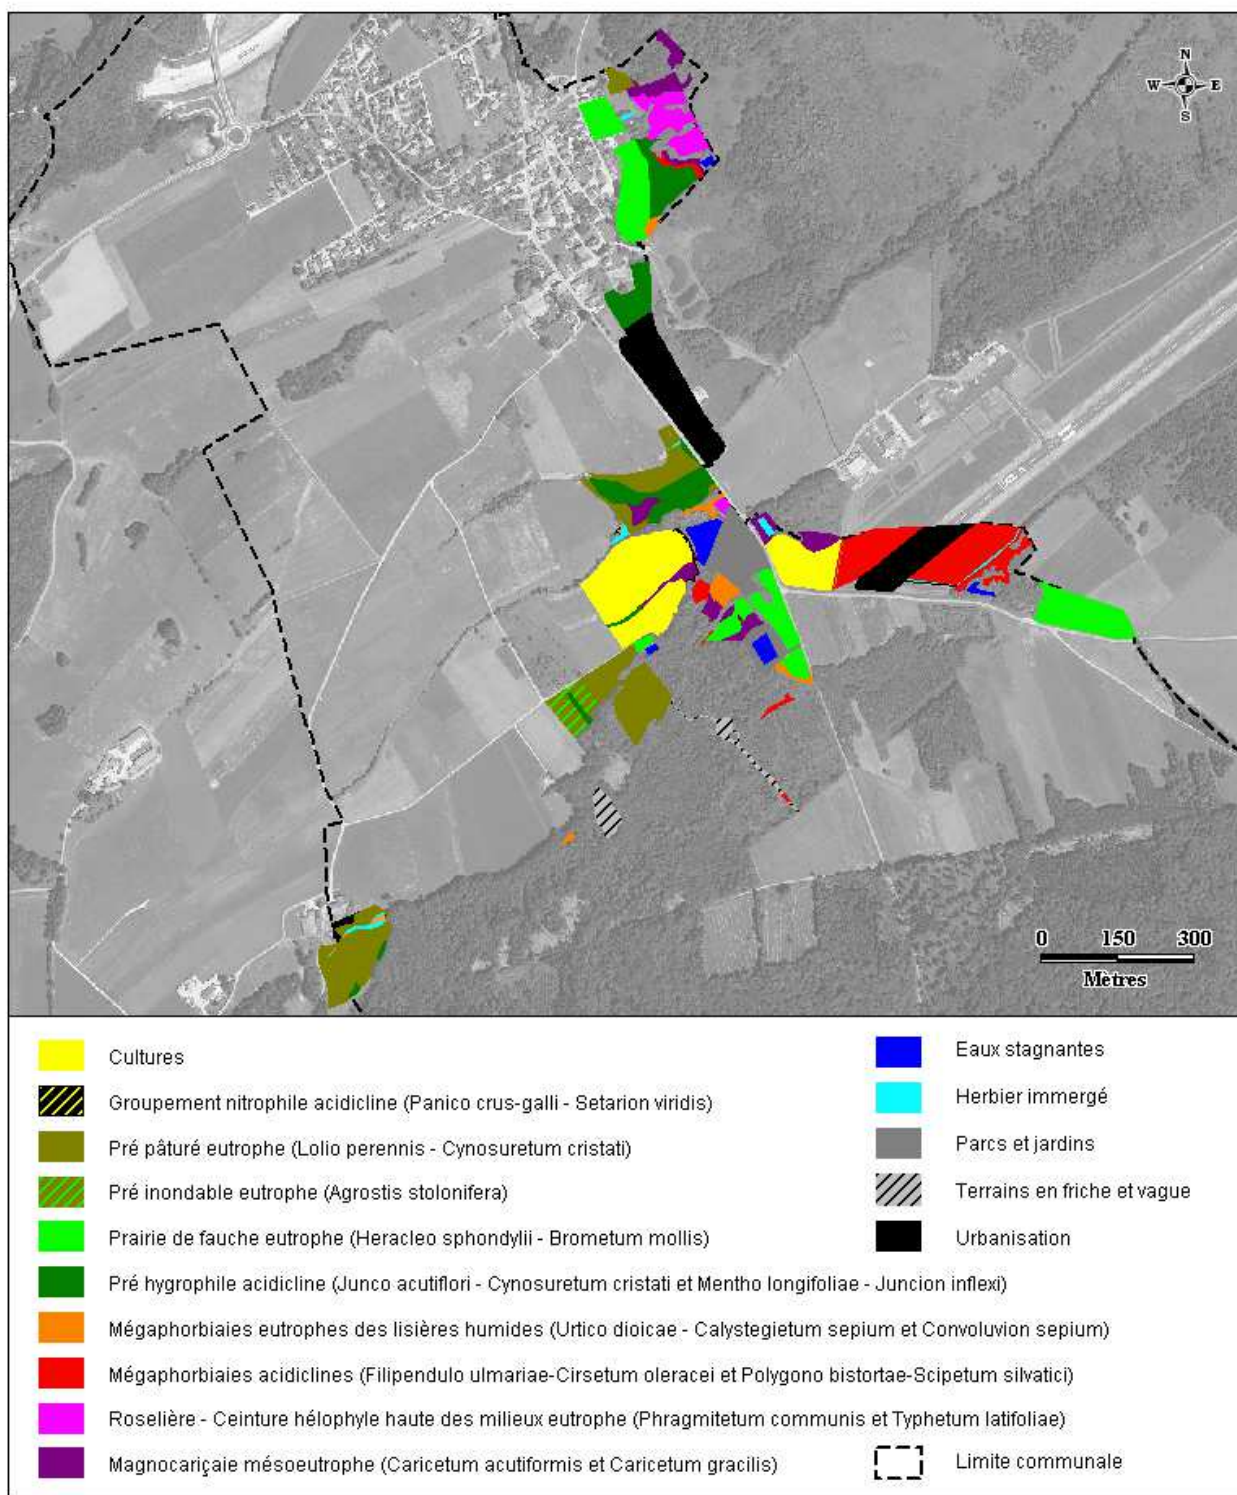 N
W E
S
0 150 300
Mètres
Cultures
Groupement nitrophile acidicline (Panico crus-galli - Setarion viridis)
Pré pâturé eutrophe (Lolio perennis - Cynosuretum cristati)
Pré inondable eutrophe (Agrostis stolonifera)
Prairie de fauche eutrophe (Heracleo sphondylii - Brometum mollis)
Pré hygrophile acidicline (Junco acutiflori - Cynosuretum cristati et Mentho longifoliae - Juncion inflexi)
Mégaphorbiaies eutrophes des lisières humides (Urtico dioicae - Calystegietum sepium et Convoluvion sepium)
Mégaphorbiaies acidiclines (Filipendulo ulmariae-Cirsetum oleracei et Polygono bistortae-Scipetum silvatici)
Roselière - Ceinture hélophyle haute des milieux eutrophe (Phragmitetum communis et Typhetum latifoliae)
Magnocariçaie mésoeutrophe (Caricetum acutiformis et Caricetum gracilis)
Eaux stagnantes
Herbier immergé
Parcs et jardins
Terrains en friche et vague
Urbanisation
Limite communale